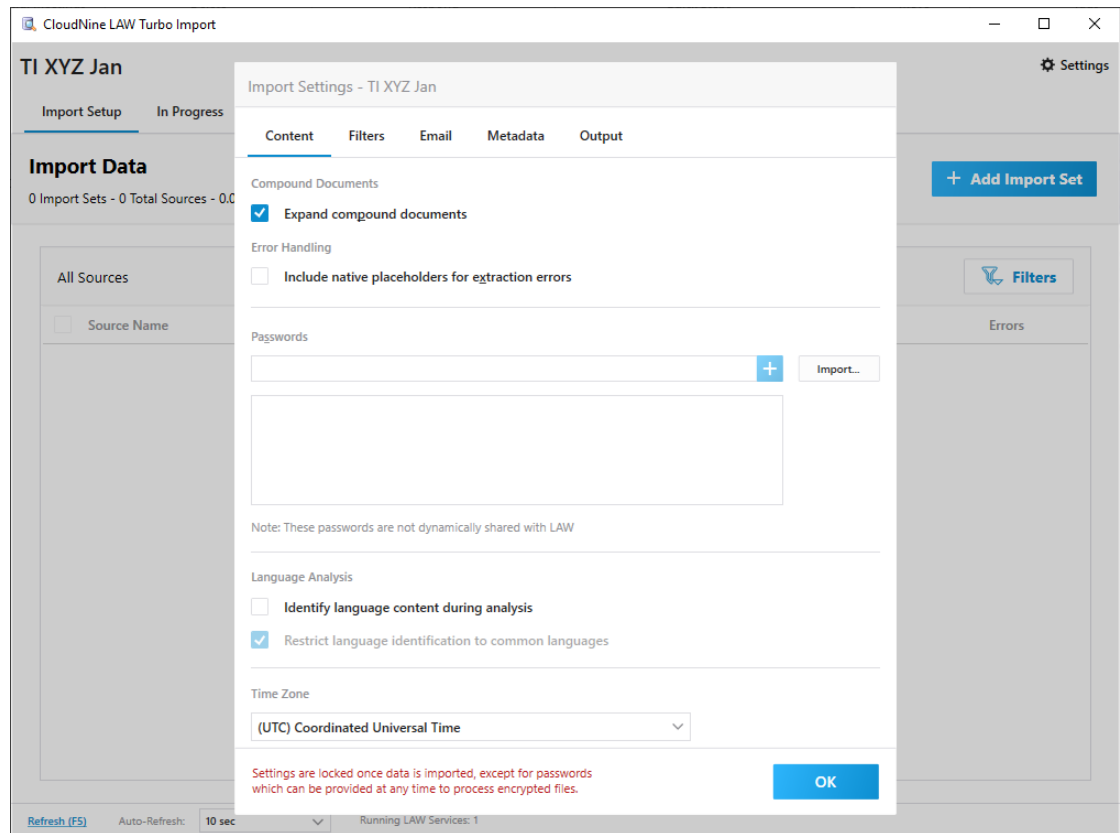 CloudNine LAW Turbo Import
TI XYZ Jan
Settings
Import Setup
In Progress
Import Data
0 Import Sets - 0 Total Sources - 0.0
+ Add Import Set
All Sources
Filters
Source Name
Errors
Import Settings - TI XYZ Jan
Content
Filters
Email
Metadata
Output
Compound Documents
Expand compound documents
Error Handling
Include native placeholders for extraction errors
Passwords
+
Import...
Note: These passwords are not dynamically shared with LAW
Language Analysis
Identify language content during analysis
Restrict language identification to common languages
Time Zone
(UTC) Coordinated Universal Time
Settings are locked once data is imported, except for passwords
which can be provided at any time to process encrypted files.
OK
Refresh (F5)
Auto-Refresh:
10 sec
Running LAW Services: 1